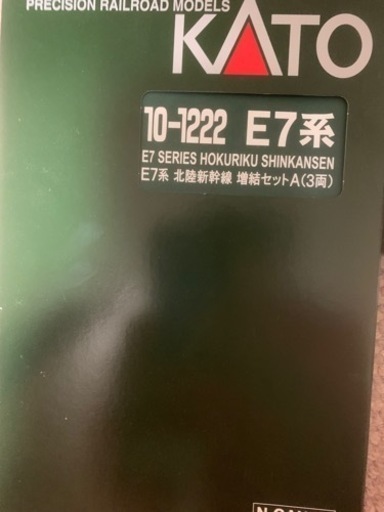 PRECISION RAILROAD MODELS
KATO
10-1222 E7系
E7 SERIES HOKURIKU SHINKANSEN
E7系 北陸新幹線 増結セットA(3両)